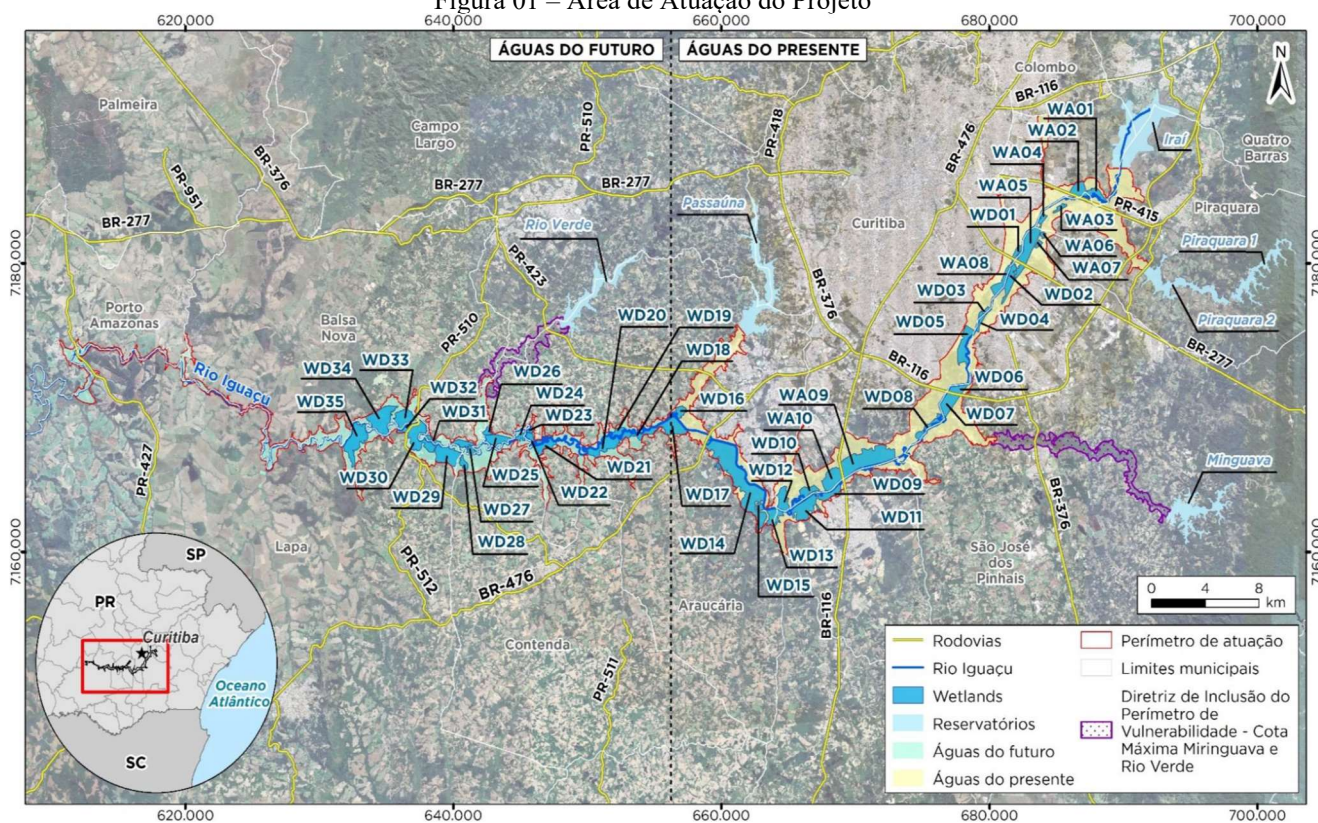 Figura 01 – Área de Atuação do Projeto
620.000
640.000
660.000
680.000
700.000
ÁGUAS DO FUTURO
ÁGUAS DO PRESENTE
N
Colombo
BR-116
Palmeira
Campo
Largo
PR-510
PR-418
BR-476
WA01
WA02
Iraí
Quatro
Barras
WA04
BR-376
PR-951
BR-277
BR-277
WA05
PR-415
Piraquara
BR-277
Rio Verde
Passaúna
Curitiba
WD01
WA03
WA06
Piraquara 1
7.180.000
7.180.000
PR-423
WA08
WA07
BR-376
WD03
WD02
Porto
Amazonas
Balsa
Nova
PR-510
WD20
WD19
WD05
WD04
Piraquara 2
WD18
BR-277
WD34
WD33
WD26
BR-116
Rio Iguaçu
WD32
WD24
WD16
WA09
WD08
WD06
WD35
WD31
WD23
WA10
WD07
PR-427
WD10
WD30
WD25
WD21
WD12
Minguava
WD29
WD22
WD17
WD09
WD27
WD11
BR-376
WD28
WD14
WD13
Lapa
São José
dos
Pinhais
7.160.000
7.160.000
SP
PR-512
BR-476
WD15
0 4 8
km
PR
Araucária
BR-116
Curitiba
Contenda
PR-511
Oceano
Atlântico
SC
Rodovias
Rio Iguaçu
Wetlands
Reservatórios
Águas do futuro
Águas do presente
Perímetro de atuação
Limites municipais
Diretriz de Inclusão do
Perímetro de
Vulnerabilidade - Cota
Máxima Miringuava e
Rio Verde
620.000
640.000
660.000
680.000
700.000